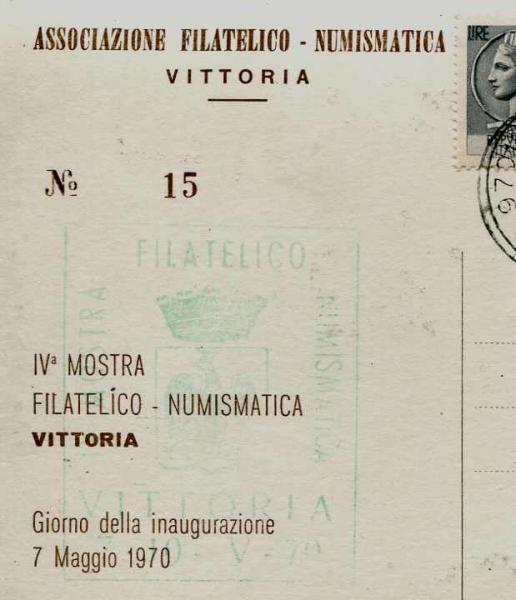 ASSOCIAZIONE FILATELICO - NUMISMATICA
VITTORIA
№ 15
LIRE
FILATELICO
MOSTRA
NUMISMATICA
IVª MOSTRA
FILATELICO - NUMISMATICA
VITTORIA
VITTORIA
Giorno della inaugurazione
7 Maggio 1970